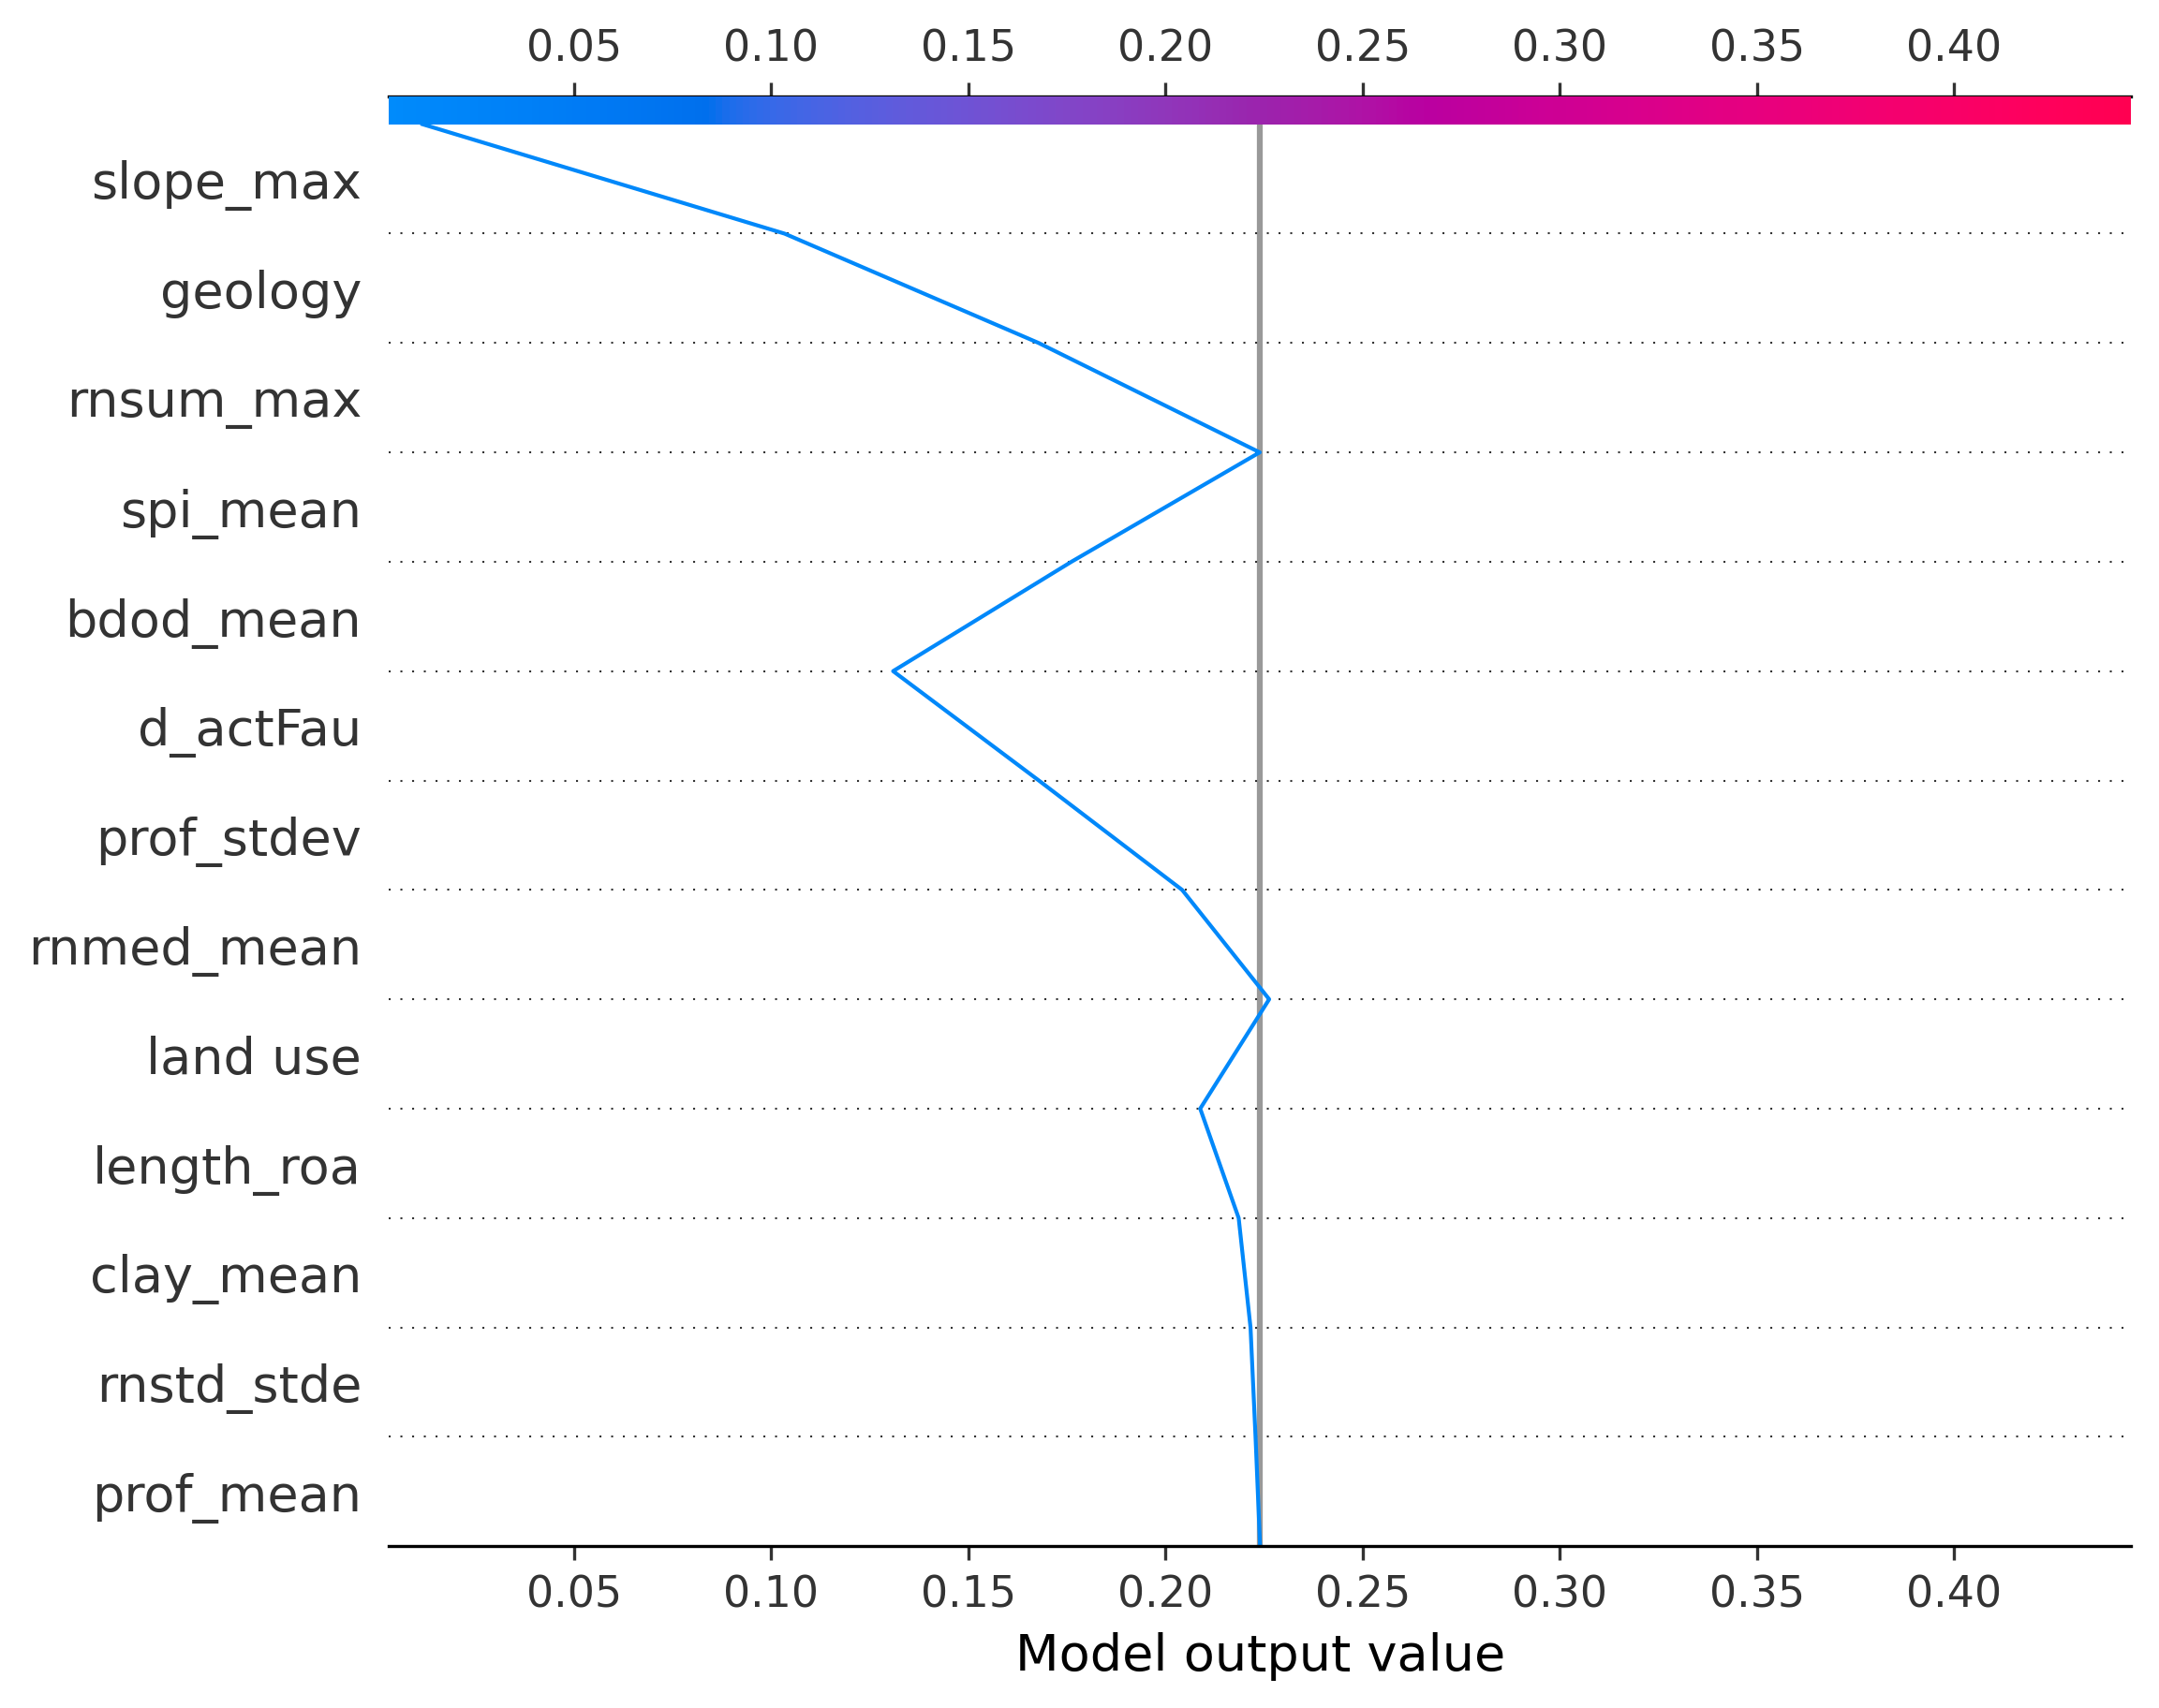 0.05 0.10 0.15 0.20 0.25 0.30 0.35 0.40
slope_max
geology
rnsum_max
spi_mean
bdod_mean
d_actFau
prof_stdev
rnmed_mean
land use
length_roa
clay_mean
rnstd_stde
prof_mean
0.05 0.10 0.15 0.20 0.25 0.30 0.35 0.40
Model output value